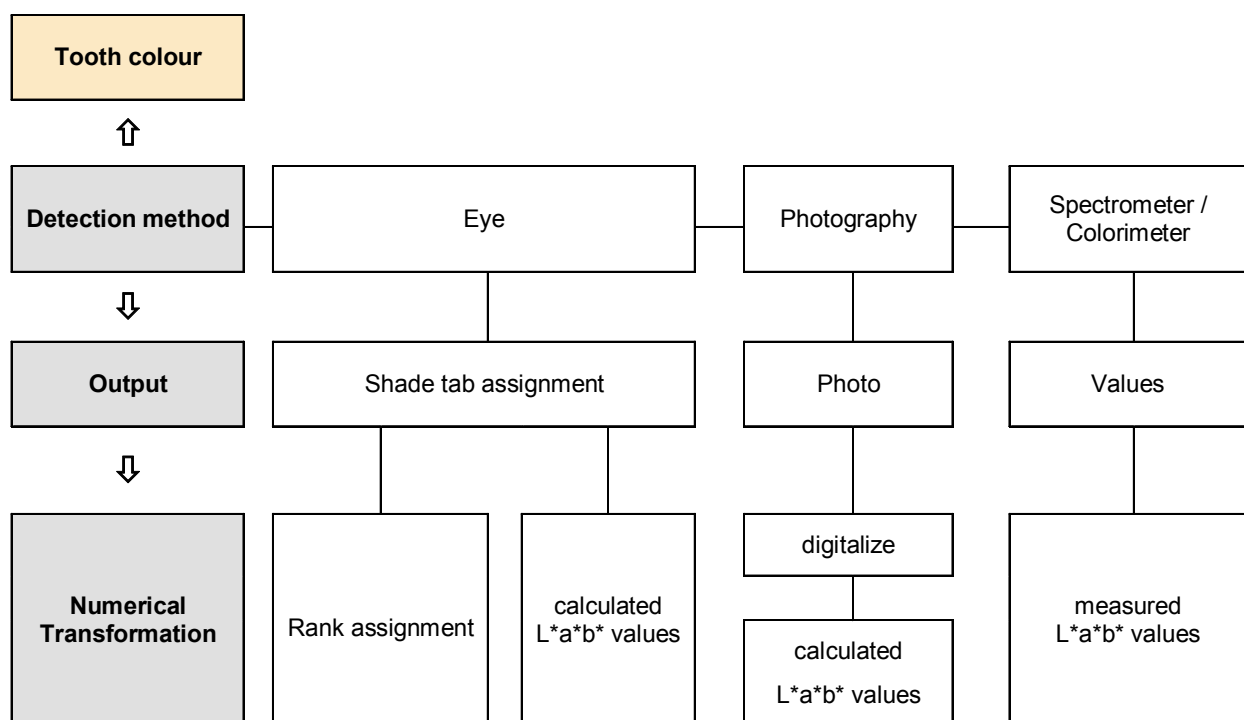 Tooth colour
Detection method
Eye
Photography
Spectrometer /
Colorimeter
Output
Shade tab assignment
Photo
Values
Numerical
Transformation
Rank assignment
calculated
L*a*b* values
digitalize
calculated
L*a*b* values
measured
L*a*b* values